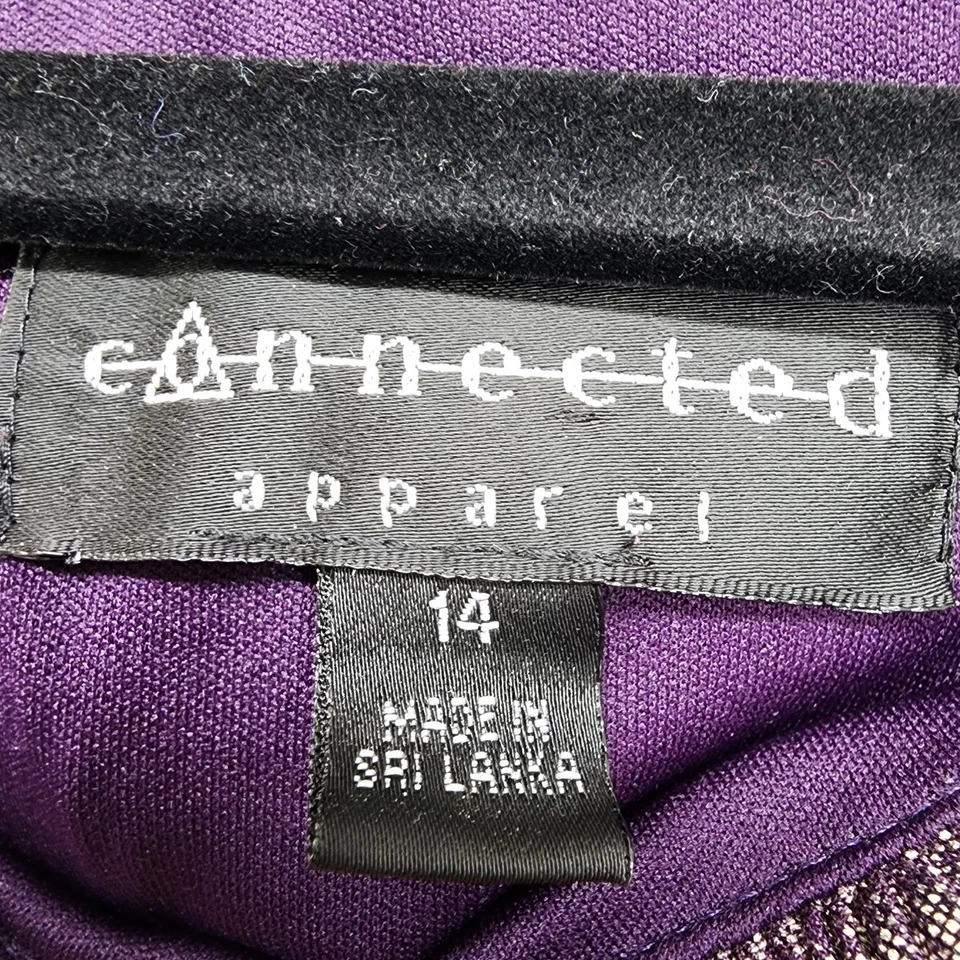 connected
apparel
14
MADE IN
SRI LANKA